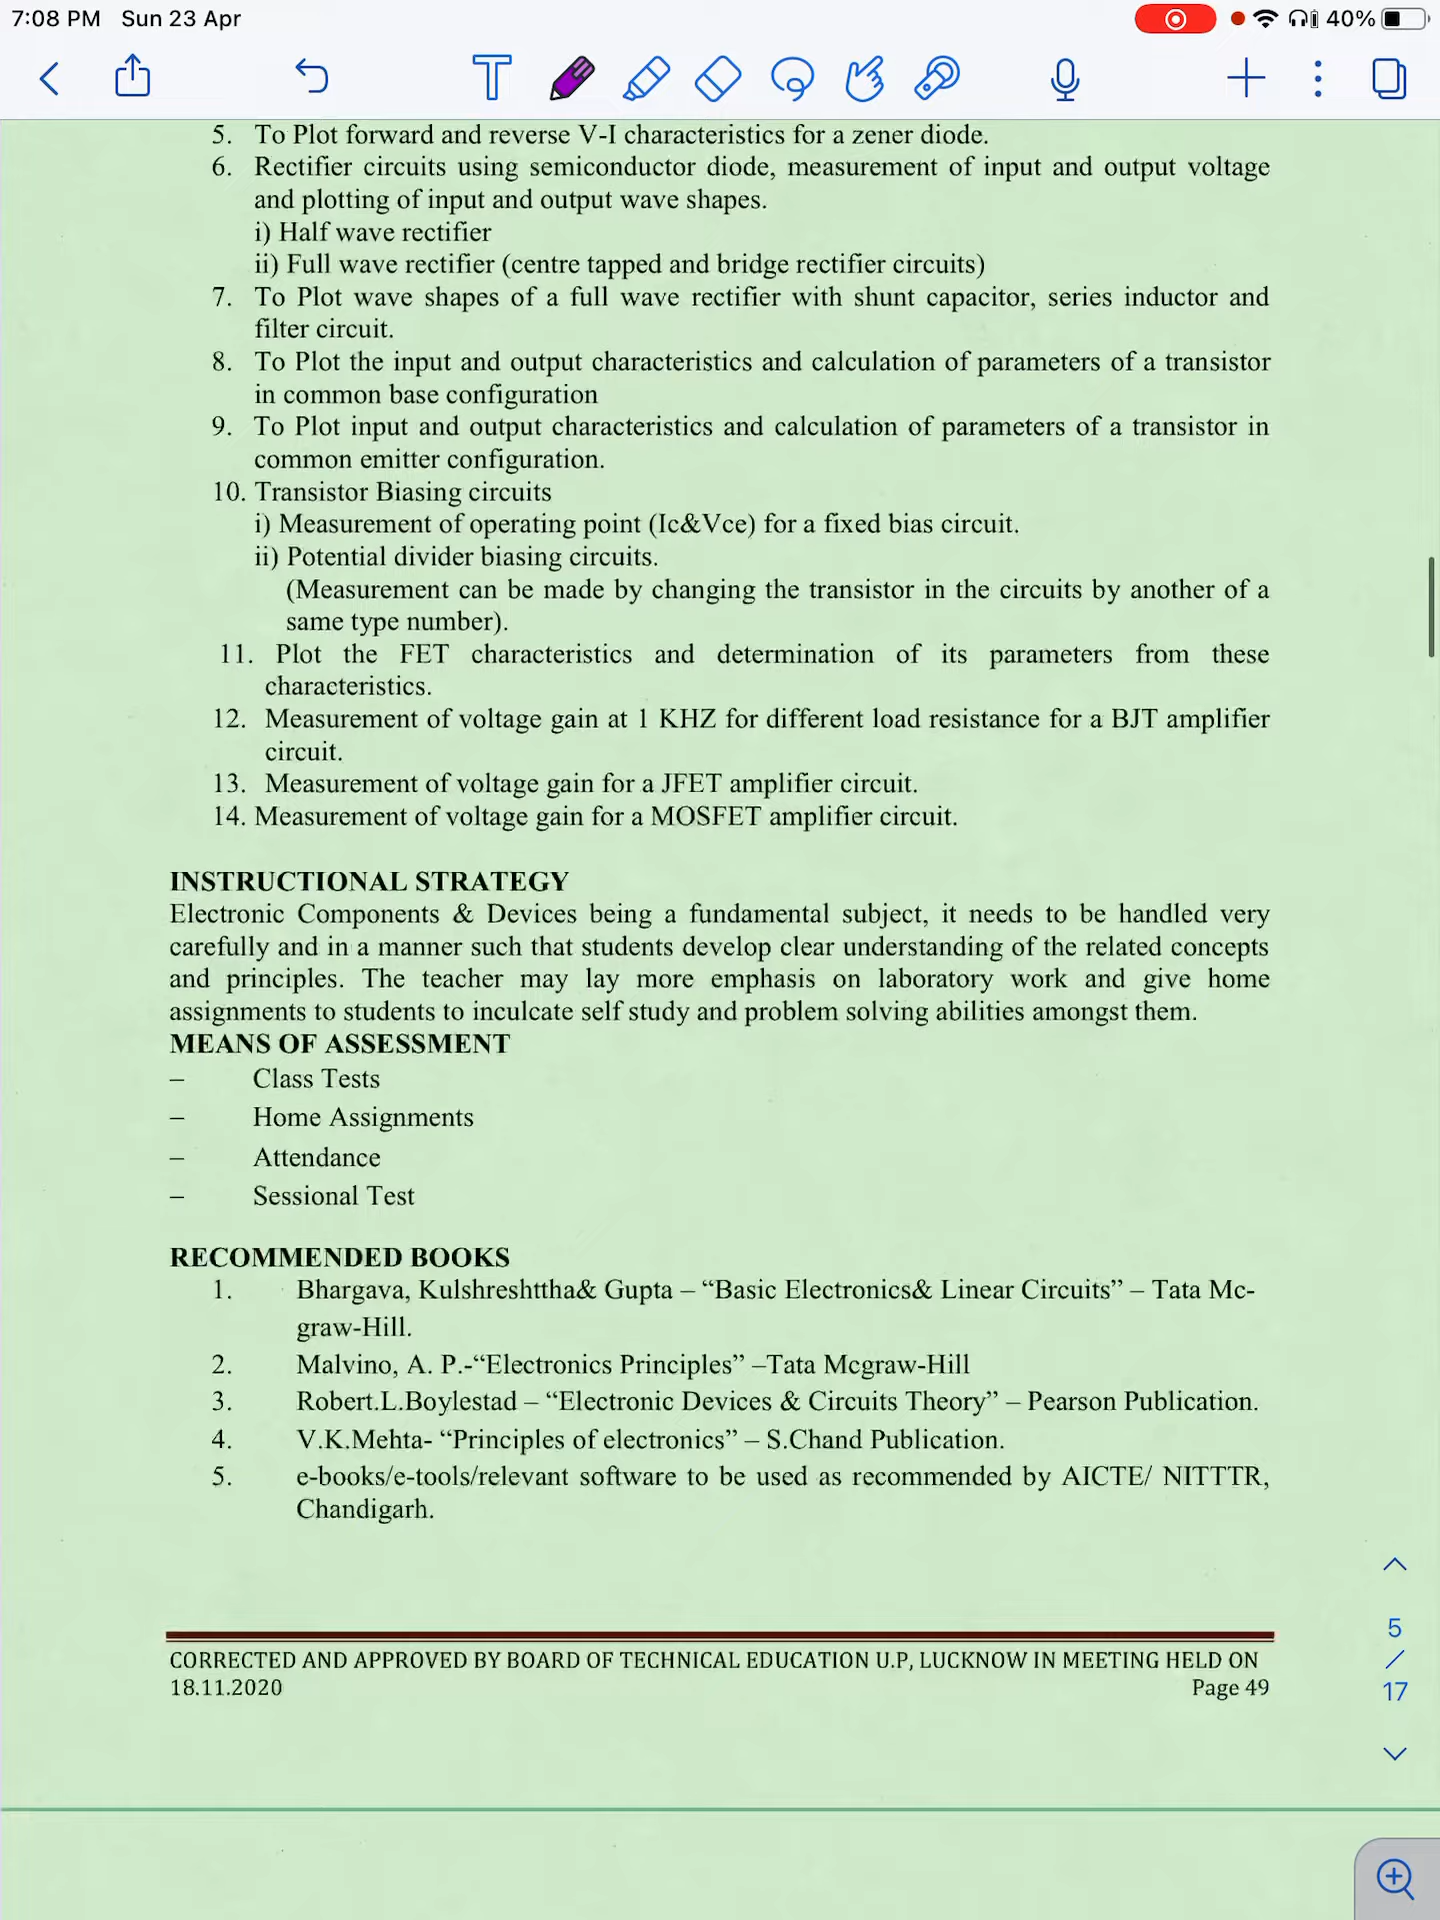 7:08 PM Sun 23 Apr
40%
T
5. To Plot forward and reverse V-I characteristics for a zener diode.
6. Rectifier circuits using semiconductor diode, measurement of input and output voltage
and plotting of input and output wave shapes.
i) Half wave rectifier
ii) Full wave rectifier (centre tapped and bridge rectifier circuits)
7. To Plot wave shapes of a full wave rectifier with shunt capacitor, series inductor and
filter circuit.
8. To Plot the input and output characteristics and calculation of parameters of a transistor
in common base configuration
9. To Plot input and output characteristics and calculation of parameters of a transistor in
common emitter configuration.
10. Transistor Biasing circuits
i) Measurement of operating point (Ic&Vce) for a fixed bias circuit.
ii) Potential divider biasing circuits.
(Measurement can be made by changing the transistor in the circuits by another of a
same type number).
11. Plot the FET characteristics and determination of its parameters from these
characteristics.
12. Measurement of voltage gain at 1 KHZ for different load resistance for a BJT amplifier
circuit.
13. Measurement of voltage gain for a JFET amplifier circuit.
14. Measurement of voltage gain for a MOSFET amplifier circuit.
INSTRUCTIONAL STRATEGY
Electronic Components & Devices being a fundamental subject, it needs to be handled very
carefully and in a manner such that students develop clear understanding of the related concepts
and principles. The teacher may lay more emphasis on laboratory work and give home
assignments to students to inculcate self study and problem solving abilities amongst them.
MEANS OF ASSESSMENT
– Class Tests
– Home Assignments
– Attendance
– Sessional Test
RECOMMENDED BOOKS
1. Bhargava, Kulshreshttha& Gupta – “Basic Electronics& Linear Circuits” – Tata Mc-
graw-Hill.
2. Malvino, A. P.-“Electronics Principles” –Tata Mcgraw-Hill
3. Robert.L.Boylestad – “Electronic Devices & Circuits Theory” – Pearson Publication.
4. V.K.Mehta- “Principles of electronics” – S.Chand Publication.
5. e-books/e-tools/relevant software to be used as recommended by AICTE/ NITTTR,
Chandigarh.
CORRECTED AND APPROVED BY BOARD OF TECHNICAL EDUCATION U.P, LUCKNOW IN MEETING HELD ON
18.11.2020 Page 49
5
/
17